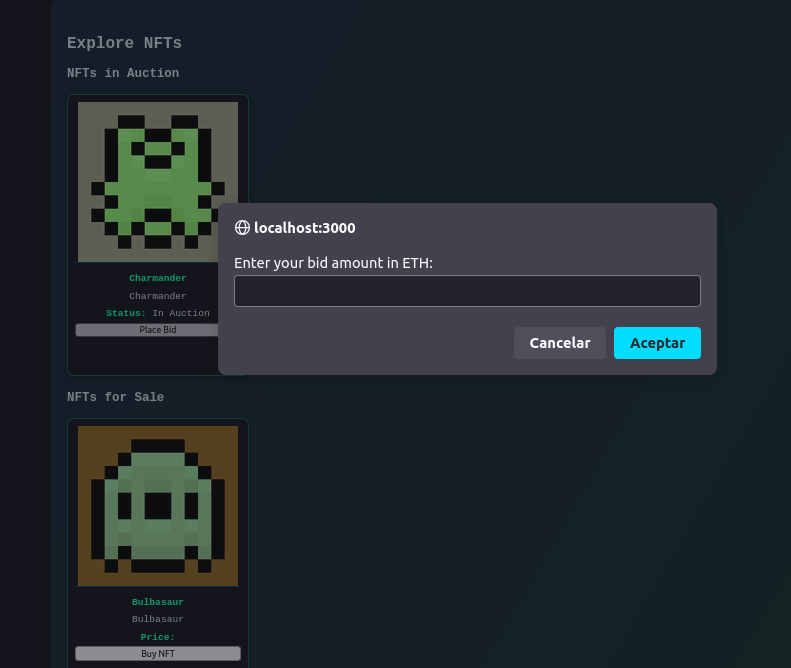 Explore NFTs
NFTs in Auction
localhost:3000
Enter your bid amount in ETH:
Cancelar
Aceptar
Charmander
Charmander
Status: In Auction
Place Bid
NFTs for Sale
Bulbasaur
Bulbasaur
Price:
Buy NFT